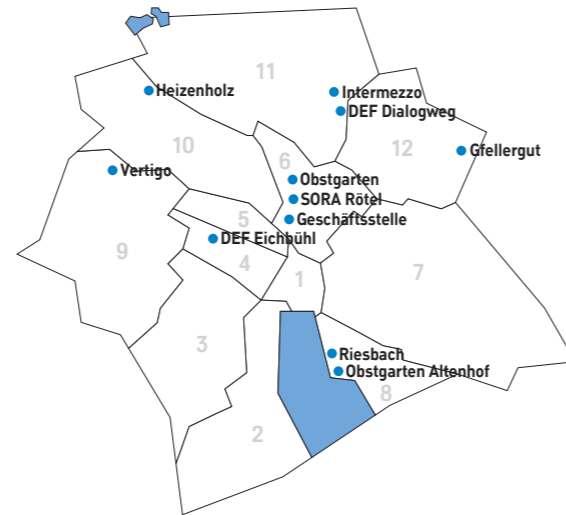 11
Heizenholz
Intermezzo
DEF Dialogweg
10
6
12
Gfellergut
Vertigo
Obstgarten
SORA Rötel
5
Geschäftsstelle
DEF Eichbühl
9
4
7
1
3
Riesbach
Obstgarten Altenhof
8
2